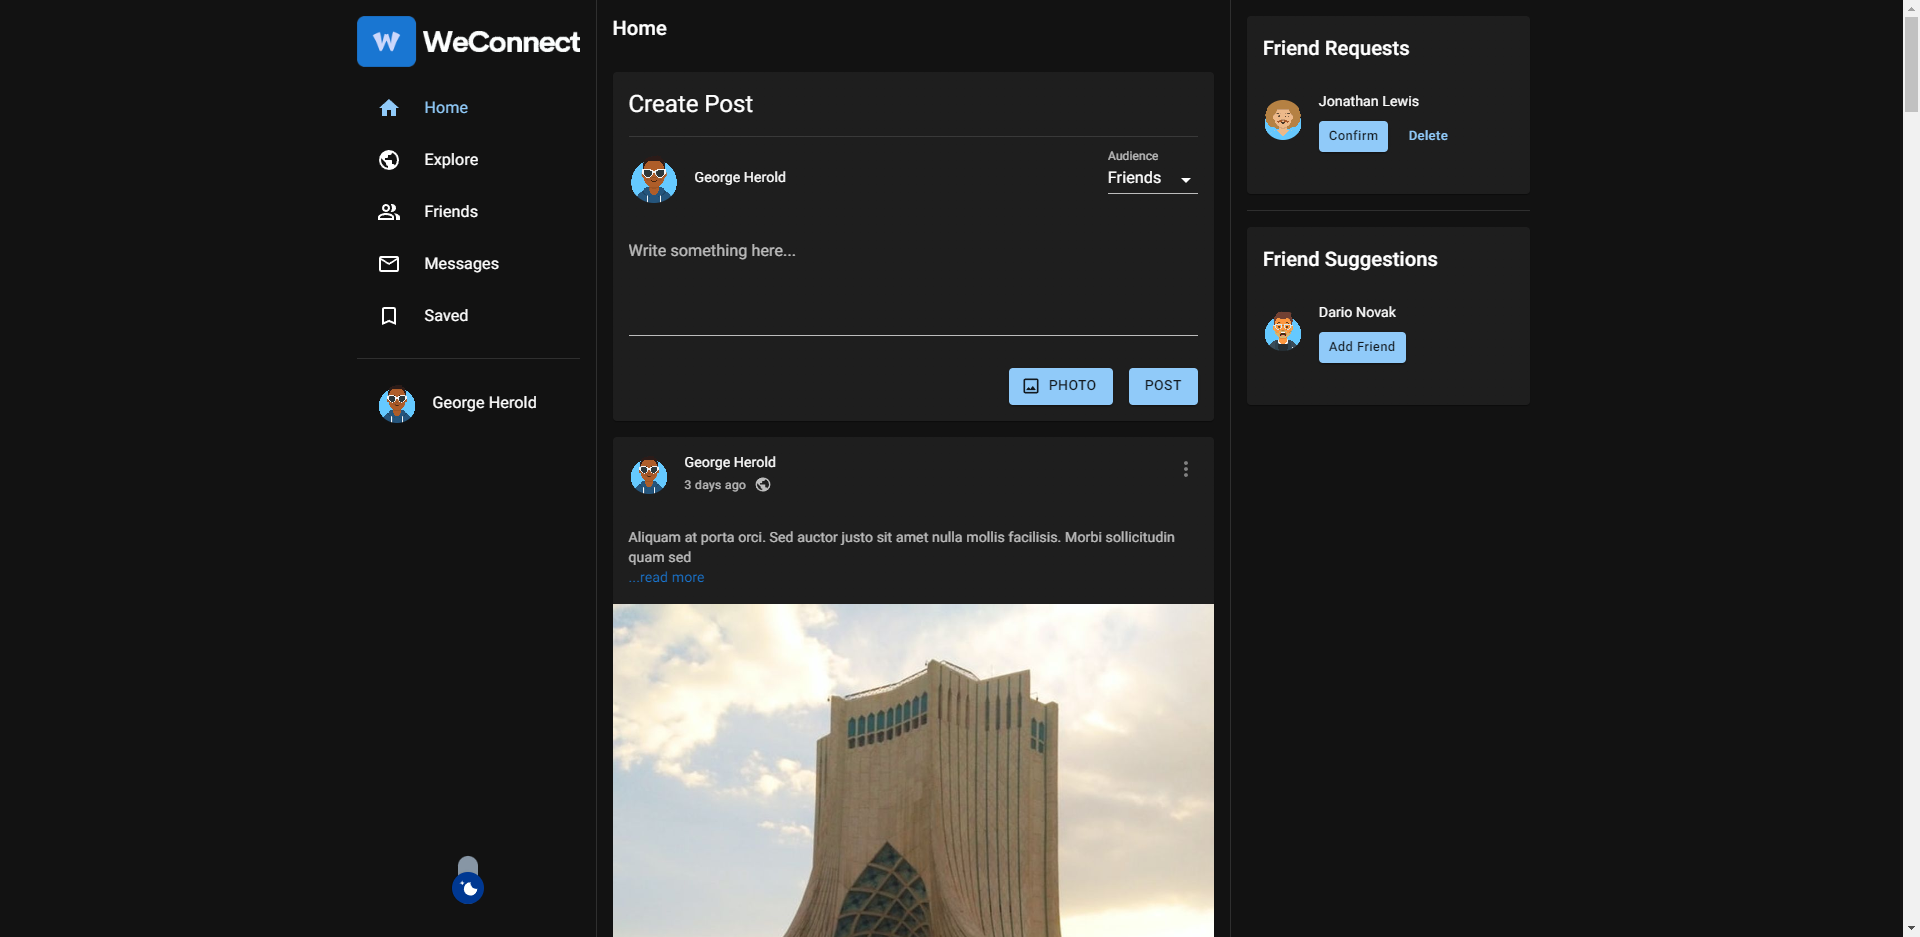 WeConnect
Home
Explore
Friends
Messages
Saved
George Herold
Home
Create Post
George Herold
Audience
Friends
Write something here...
PHOTO
POST
George Herold
3 days ago
Aliquam at porta orci. Sed auctor justo sit amet nulla mollis facilisis. Morbi sollicitudin
quam sed
...read more
Friend Requests
Jonathan Lewis
Confirm
Delete
Friend Suggestions
Dario Novak
Add Friend